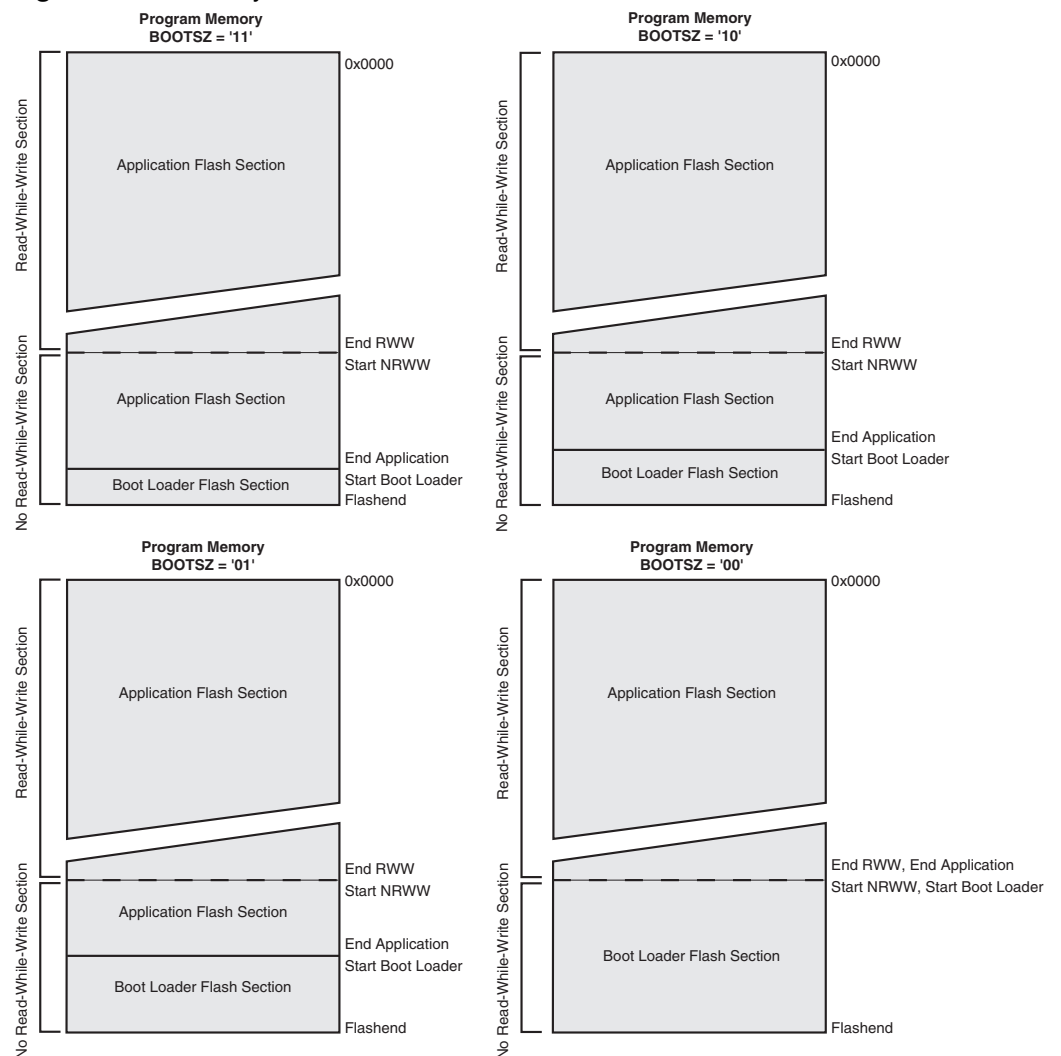 Program Memory
BOOTSZ = '11'
0x0000
Read-While-Write Section
Application Flash Section
End RWW
Start NRWW
No Read-While-Write Section
Application Flash Section
End Application
Start Boot Loader
Boot Loader Flash Section
Flashend
Program Memory
BOOTSZ = '10'
0x0000
Read-While-Write Section
Application Flash Section
End RWW
Start NRWW
No Read-While-Write Section
Application Flash Section
End Application
Start Boot Loader
Boot Loader Flash Section
Flashend
Program Memory
BOOTSZ = '01'
0x0000
Read-While-Write Section
Application Flash Section
End RWW
Start NRWW
No Read-While-Write Section
Application Flash Section
End Application
Start Boot Loader
Boot Loader Flash Section
Flashend
Program Memory
BOOTSZ = '00'
0x0000
Read-While-Write Section
Application Flash Section
End RWW, End Application
Start NRWW, Start Boot Loader
No Read-While-Write Section
Boot Loader Flash Section
Flashend